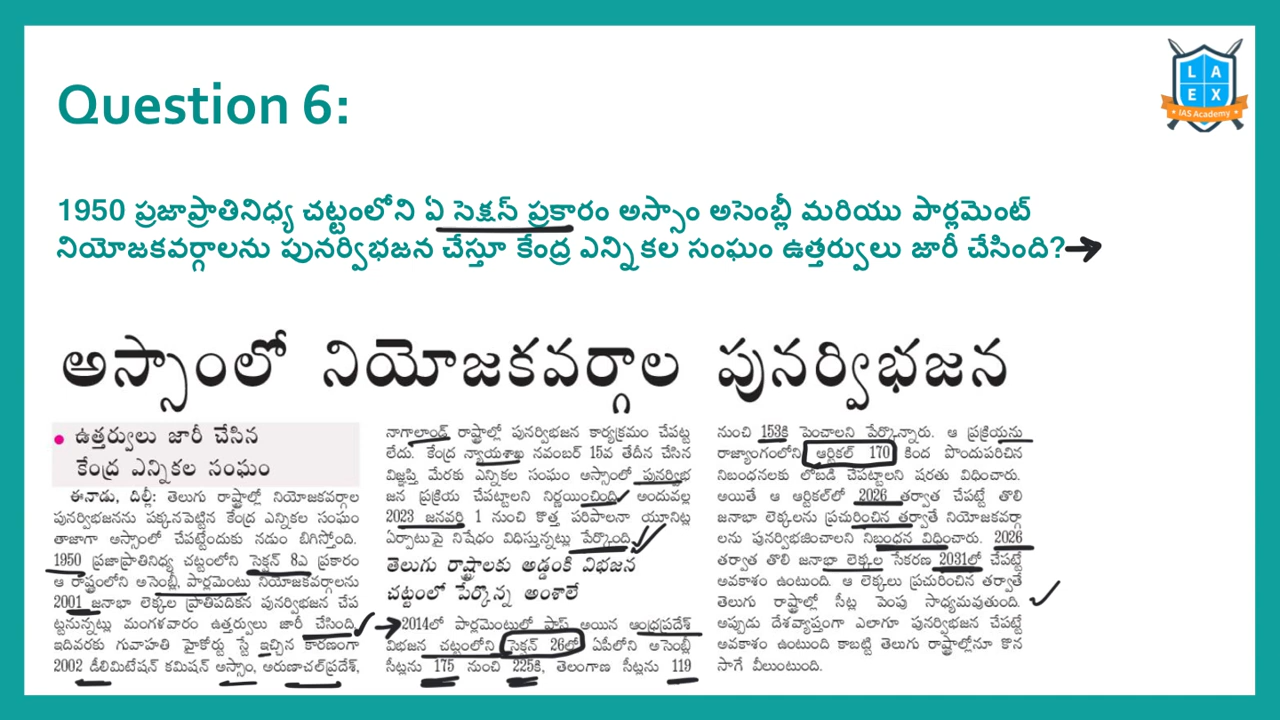 Question 6:
L A
E X
IAS Academy
1950 ప్రజాప్రాతినిధ్య చట్టంలోని ఏ సెక్షన్ ప్రకారం అస్సాం అసెంబ్లీ మరియు పార్లమెంట్
నియోజకవర్గాలను పునర్విభజన చేస్తూ కేంద్ర ఎన్నికల సంఘం ఉత్తర్వులు జారీ చేసింది?
అస్సాంలో నియోజకవర్గాల పునర్విభజన
ఉత్తర్వులు జారీ చేసిన
కేంద్ర ఎన్నికల సంఘం
ఈనాడు, దిల్లీ: తెలుగు రాష్ట్రాల్లో నియోజకవర్గాల
పునర్విభజనను పక్కనపెట్టిన కేంద్ర ఎన్నికల సంఘం
తాజాగా అస్సాంలో చేపట్టేందుకు నడుం బిగిస్తోంది.
1950 ప్రజాప్రాతినిధ్య చట్టంలోని సెక్షన్ 8ఎ ప్రకారం
ఆ రాష్ట్రంలోని అసెంబ్లీ, పార్లమెంటు నియోజకవర్గాలను
2001 జనాభా లెక్కల ప్రాతిపదికన పునర్విభజన చేప
ట్టనున్నట్లు మంగళవారం ఉత్తర్వులు జారీ చేసింది.
ఇదివరకు గువాహతి హైకోర్టు స్టే ఇచ్చిన కారణంగా
2002 డీలిమిటేషన్ కమిషన్ అస్సాం, అరుణాచల్‌ప్రదేశ్,
నాగాలాండ్ రాష్ట్రాల్లో పునర్విభజన కార్యక్రమం చేపట్ట
లేదు. కేంద్ర న్యాయశాఖ నవంబర్ 15వ తేదీన చేసిన
విజ్ఞప్తి మేరకు ఎన్నికల సంఘం అస్సాంలో పునర్విభ
జన ప్రక్రియ చేపట్టాలని నిర్ణయించింది. అందువల్ల
2023 జనవరి 1 నుంచి కొత్త పరిపాలనా యూనిట్ల
ఏర్పాటుపై నిషేధం విధిస్తున్నట్లు పేర్కొంది.
తెలుగు రాష్ట్రాలకు అడ్డంకి విభజన
చట్టంలో పేర్కొన్న అంశాలే
2014లో పార్లమెంటులో పాస్ అయిన ఆంధ్రప్రదేశ్
విభజన చట్టంలోని సెక్షన్ 26లో ఏపీలోని అసెంబ్లీ
సీట్లను 175 నుంచి 225కి, తెలంగాణ సీట్లను 119
నుంచి 153కి పెంచాలని పేర్కొన్నారు. ఆ ప్రక్రియను
రాజ్యాంగంలోని ఆర్టికల్ 170 కింద పొందుపరిచిన
నిబంధనలకు లోబడి చేపట్టాలని షరతు విధించారు.
అయితే ఆ ఆర్టికల్‌లో 2026 తర్వాత చేపట్టే తొలి
జనాభా లెక్కలను ప్రచురించిన తర్వాతే నియోజకవర్గా
లను పునర్విభజించాలని నిబంధన విధించారు. 2026
తర్వాత తొలి జనాభా లెక్కల సేకరణ 2031లో చేపట్టే
అవకాశం ఉంటుంది. ఆ లెక్కలు ప్రచురించిన తర్వాతే
తెలుగు రాష్ట్రాల్లో సీట్ల పెంపు సాధ్యమవుతుంది.
అప్పుడు దేశవ్యాప్తంగా ఎలాగూ పునర్విభజన చేపట్టే
అవకాశం ఉంటుంది కాబట్టి తెలుగు రాష్ట్రాల్లోనూ కొన
సాగే వీలుంటుంది.